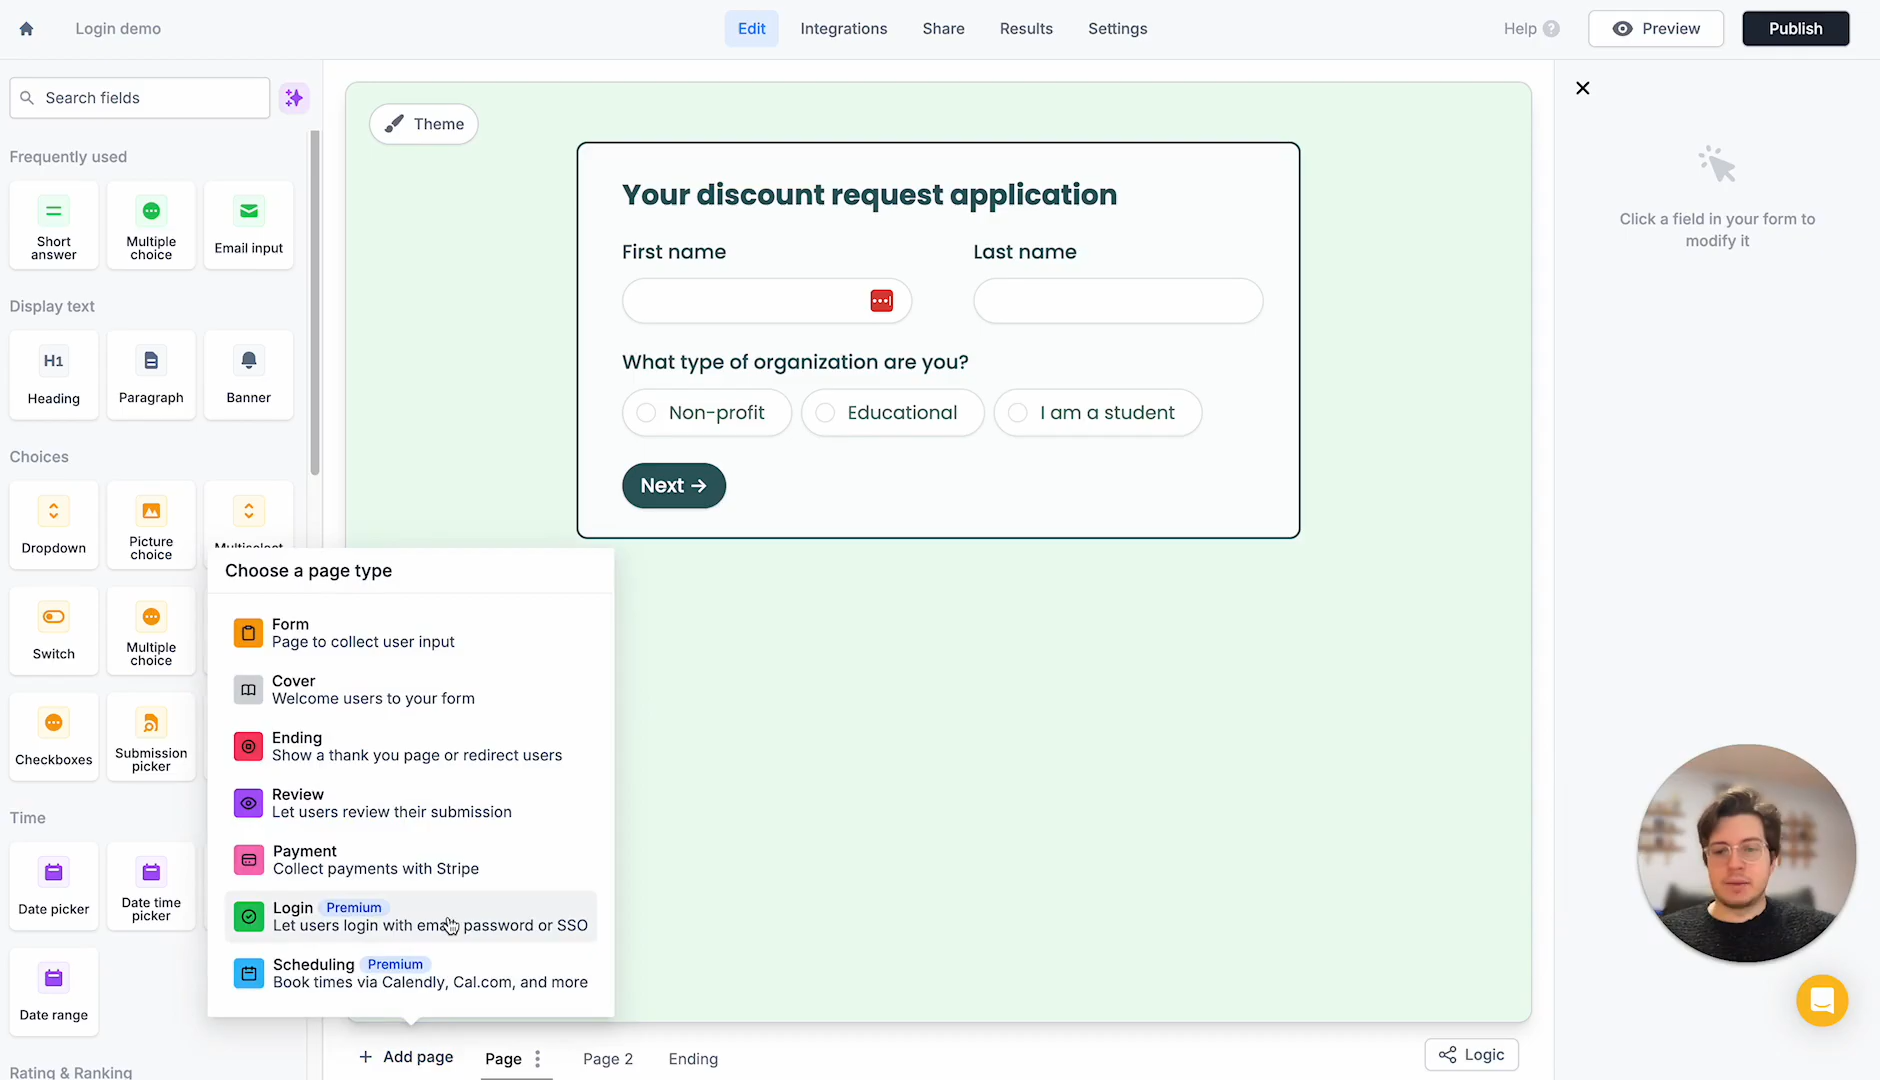 Login demo
Edit
Integrations
Share
Results
Settings
Help ?
Preview
Publish
Search fields
Frequently used
Short
answer
Multiple
choice
Email input
Display text
H1
Heading
Paragraph
Banner
Choices
Dropdown
Picture
choice
Switch
Multiple
choice
Checkboxes
Submission
picker
Time
Date picker
Date time
picker
Date range
Rating & Ranking
Theme
Your discount request application
First name
Last name
What type of organization are you?
Non-profit
Educational
I am a student
Next →
Choose a page type
Form
Page to collect user input
Cover
Welcome users to your form
Ending
Show a thank you page or redirect users
Review
Let users review their submission
Payment
Collect payments with Stripe
Login Premium
Let users login with email, password or SSO
Scheduling Premium
Book times via Calendly, Cal.com, and more
+ Add page
Page
Page 2
Ending
Logic
Click a field in your form to
modify it